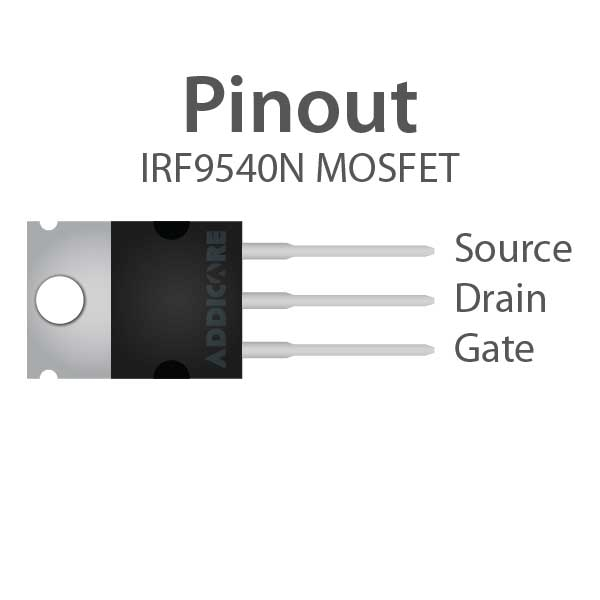 Pinout
IRF9540N MOSFET
ADDICORE
Source
Drain
Gate